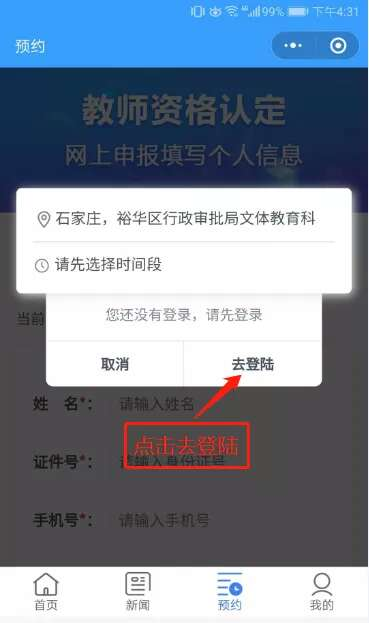 99% 下午4:31
预约
教师资格认定
网上申报填写个人信息
石家庄，裕华区行政审批局文体教育科
请先选择时间段
您还没有登录，请先登录
当前
取消 去登陆
姓 名*： 请输入姓名
点击去登陆
证件号*： 请输入身份证号
手机号*： 请输入手机号
首页 新闻 预约 我的